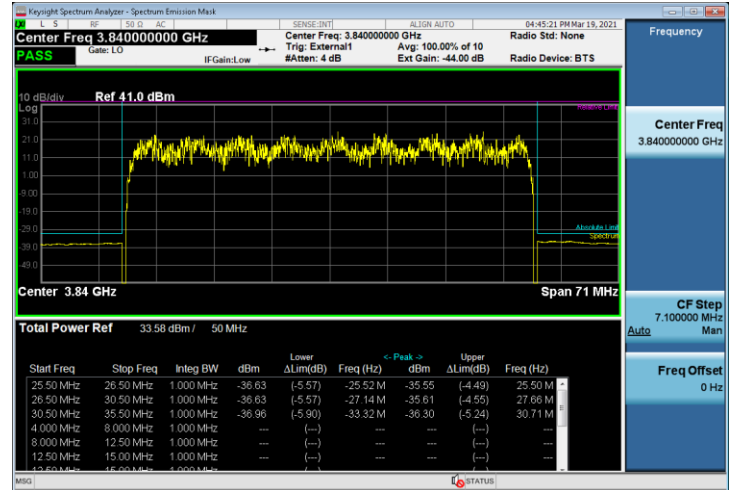 Keysight Spectrum Analyzer - Spectrum Emission Mask
LXI L S RF 50 Ω AC SENSE:INT ALIGN AUTO 04:45:21 PM Mar 19, 2021
Center Freq 3.840000000 GHz Center Freq: 3.840000000 GHz Radio Std: None
PASS Gate: LO IFGain:Low Trig: External1 Avg: 100.00% of 10
#Atten: 4 dB Ext Gain: -44.00 dB Radio Device: BTS
Frequency
10 dB/div Ref 41.0 dBm
Log
Relative Limit
31.0
21.0
11.0
1.00
-9.00
-19.0
-29.0
Absolute Limit
Spectrum
-39.0
-49.0
Center 3.84 GHz Span 71 MHz
Center Freq
3.840000000 GHz
CF Step
7.100000 MHz
Auto Man
Freq Offset
0 Hz
Total Power Ref 33.58 dBm / 50 MHz
Lower <- Peak -> Upper
Start Freq Stop Freq Integ BW dBm ΔLim(dB) Freq (Hz) dBm ΔLim(dB) Freq (Hz)
25.50 MHz 26.50 MHz 1.000 MHz -36.63 (-5.57) -25.52 M -35.55 (-4.49) 25.50 M
26.50 MHz 30.50 MHz 1.000 MHz -36.63 (-5.57) -27.14 M -35.61 (-4.55) 27.66 M
30.50 MHz 35.50 MHz 1.000 MHz -36.96 (-5.90) -33.32 M -36.30 (-5.24) 30.71 M
4.000 MHz 8.000 MHz 1.000 MHz --- (---) --- (---)
8.000 MHz 12.50 MHz 1.000 MHz --- (---) --- (---)
12.50 MHz 15.00 MHz 1.000 MHz --- (---) --- (---)
12.50 MHz 15.00 MHz 1.000 MHz
MSG STATUS